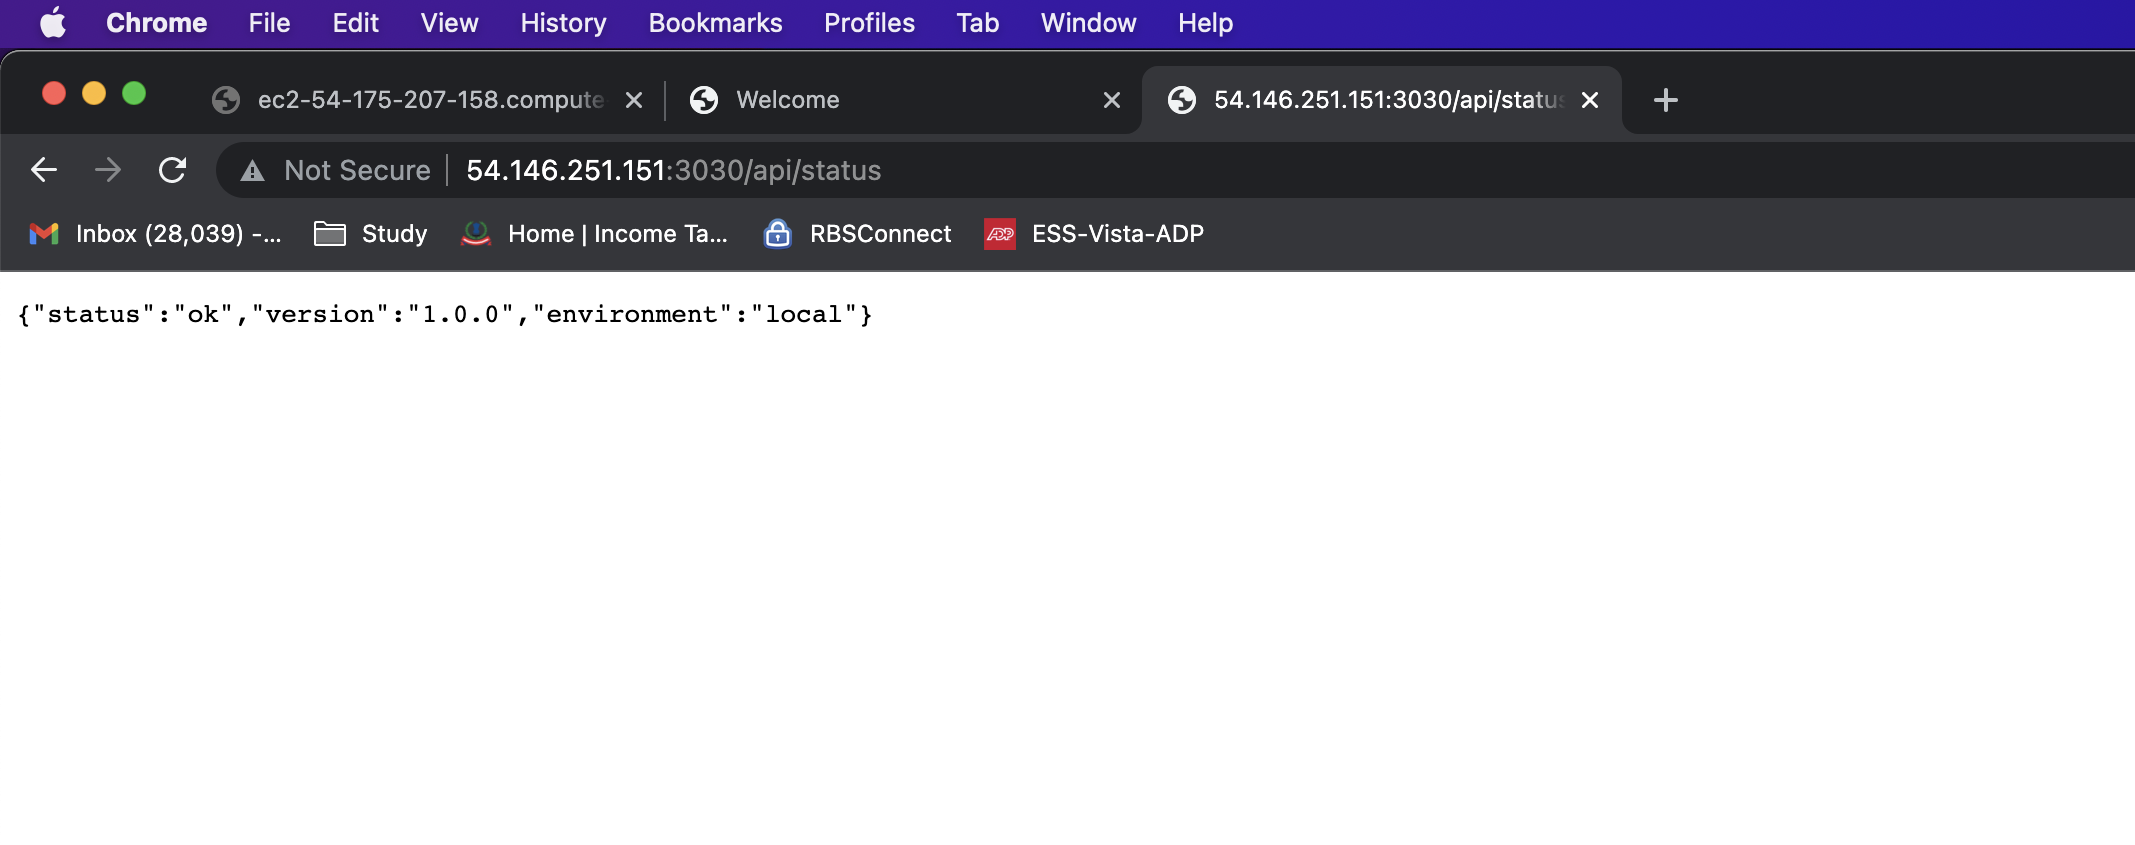 Chrome File Edit View History Bookmarks Profiles Tab Window Help
ec2-54-175-207-158.compute Welcome 54.146.251.151:3030/api/status
Not Secure 54.146.251.151:3030/api/status
Inbox (28,039) -... Study Home | Income Ta... RBSConnect ADP ESS-Vista-ADP
{"status":"ok","version":"1.0.0","environment":"local"}